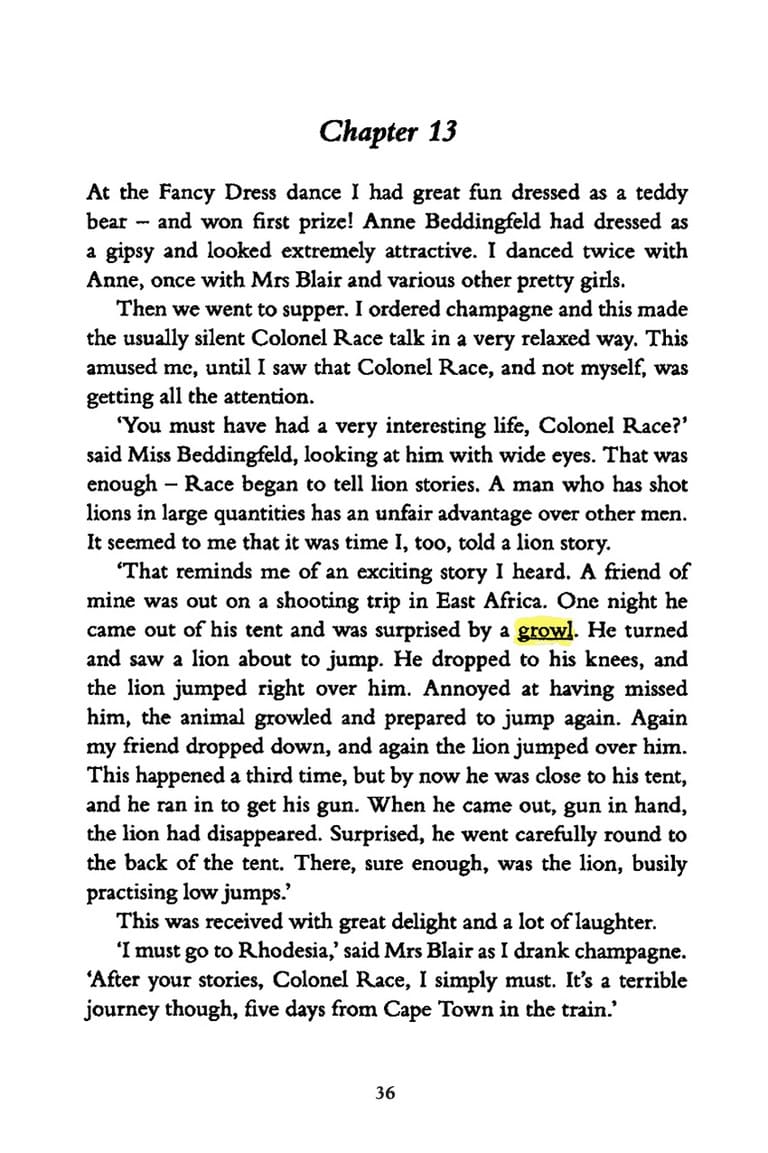 Chapter 13
At the Fancy Dress dance I had great fun dressed as a teddy
bear – and won first prize! Anne Beddingfeld had dressed as
a gipsy and looked extremely attractive. I danced twice with
Anne, once with Mrs Blair and various other pretty girls.
Then we went to supper. I ordered champagne and this made
the usually silent Colonel Race talk in a very relaxed way. This
amused me, until I saw that Colonel Race, and not myself, was
getting all the attention.
‘You must have had a very interesting life, Colonel Race?’
said Miss Beddingfeld, looking at him with wide eyes. That was
enough – Race began to tell lion stories. A man who has shot
lions in large quantities has an unfair advantage over other men.
It seemed to me that it was time I, too, told a lion story.
‘That reminds me of an exciting story I heard. A friend of
mine was out on a shooting trip in East Africa. One night he
came out of his tent and was surprised by a growl. He turned
and saw a lion about to jump. He dropped to his knees, and
the lion jumped right over him. Annoyed at having missed
him, the animal growled and prepared to jump again. Again
my friend dropped down, and again the lion jumped over him.
This happened a third time, but by now he was close to his tent,
and he ran in to get his gun. When he came out, gun in hand,
the lion had disappeared. Surprised, he went carefully round to
the back of the tent. There, sure enough, was the lion, busily
practising low jumps.’
This was received with great delight and a lot of laughter.
‘I must go to Rhodesia,’ said Mrs Blair as I drank champagne.
‘After your stories, Colonel Race, I simply must. It’s a terrible
journey though, five days from Cape Town in the train.’
36